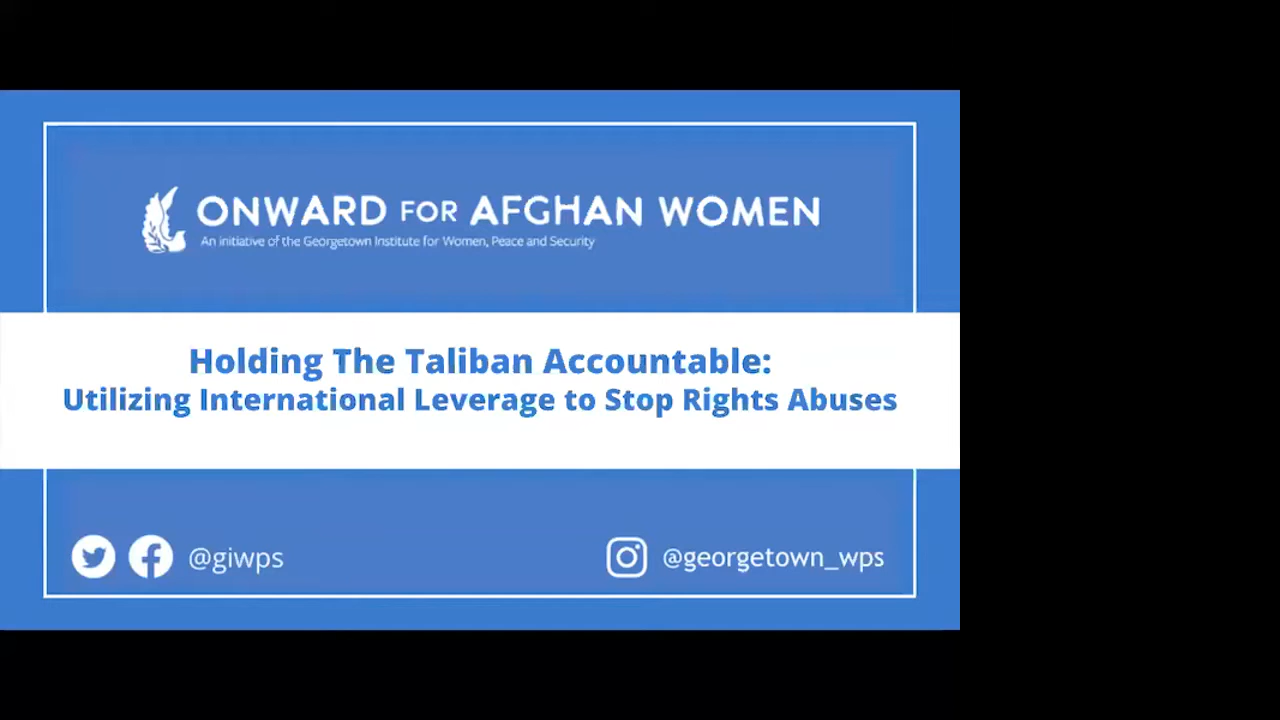 ONWARD FOR AFGHAN WOMEN
An initiative of the Georgetown Institute for Women, Peace and Security
Holding The Taliban Accountable:
Utilizing International Leverage to Stop Rights Abuses
@giwps
@georgetown_wps